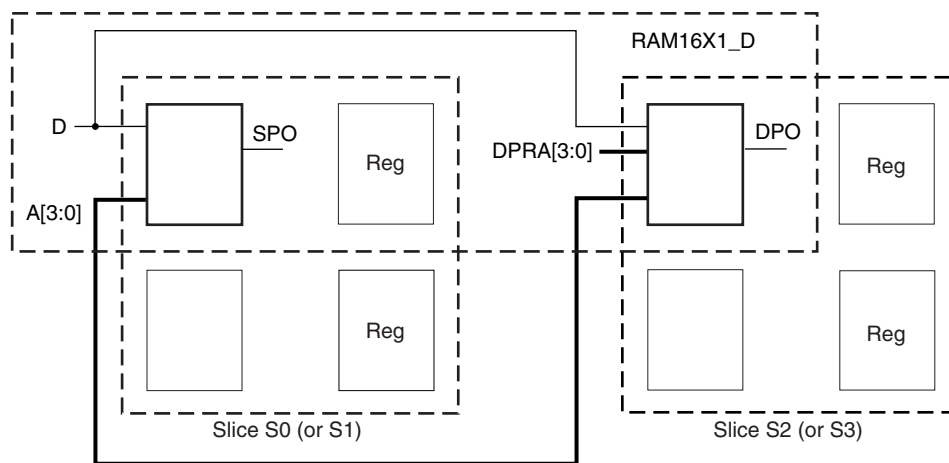 RAM16X1_D
D
SPO
Reg
DPRA[3:0]
DPO
Reg
A[3:0]
Reg
Reg
Slice S0 (or S1)
Slice S2 (or S3)